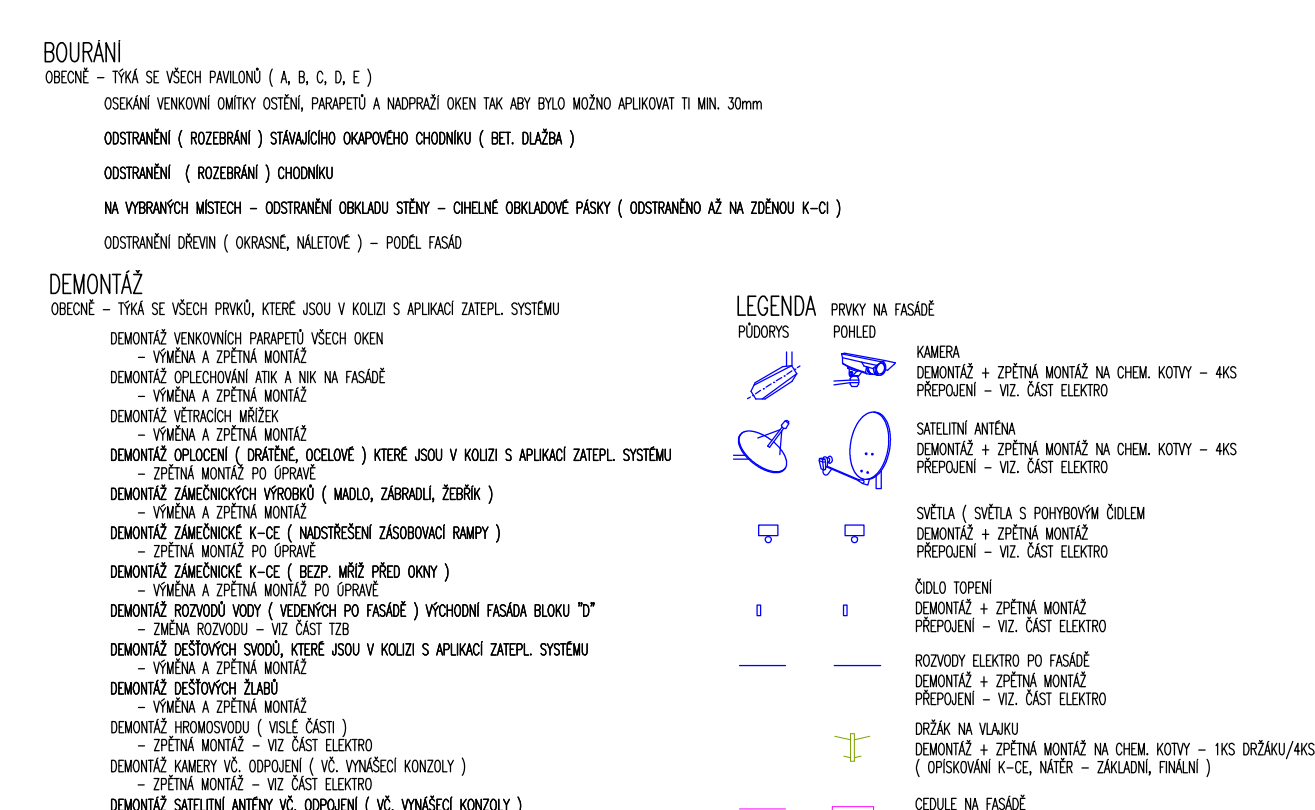 BOURÁNÍ
OBECNĚ – TÝKÁ SE VŠECH PAVILONŮ ( A, B, C, D, E )
OSEKÁNÍ VENKOVNÍ OMÍTKY OSTĚNÍ, PARAPETŮ A NADPRAŽÍ OKEN TAK ABY BYLO MOŽNO APLIKOVAT TI MIN. 30mm
ODSTRANĚNÍ ( ROZEBRÁNÍ ) STÁVAJÍCÍHO OKAPOVÉHO CHODNÍKU ( BET. DLAŽBA )
ODSTRANĚNÍ ( ROZEBRÁNÍ ) CHODNÍKU
NA VYBRANÝCH MÍSTECH – ODSTRANĚNÍ OBKLADU STĚNY – CIHELNÉ OBKLADOVÉ PÁSKY ( ODSTRANĚNO AŽ NA ZDĚNOU K–CI )
ODSTRANĚNÍ DŘEVIN ( OKRASNÉ, NÁLETOVÉ ) – PODÉL FASÁD
DEMONTÁŽ
OBECNĚ – TÝKÁ SE VŠECH PRVKŮ, KTERÉ JSOU V KOLIZI S APLIKACÍ ZATEPL. SYSTÉMU
DEMONTÁŽ VENKOVNÍCH PARAPETŮ VŠECH OKEN
– VÝMĚNA A ZPĚTNÁ MONTÁŽ
DEMONTÁŽ OPLECHOVÁNÍ ATIK A NIK NA FASÁDĚ
– VÝMĚNA A ZPĚTNÁ MONTÁŽ
DEMONTÁŽ VĚTRACÍCH MŘÍŽEK
– VÝMĚNA A ZPĚTNÁ MONTÁŽ
DEMONTÁŽ OPLOCENÍ ( DRÁTĚNÉ, OCELOVÉ ) KTERÉ JSOU V KOLIZI S APLIKACÍ ZATEPL. SYSTÉMU
– ZPĚTNÁ MONTÁŽ PO ÚPRAVĚ
DEMONTÁŽ ZÁMEČNICKÝCH VÝROBKŮ ( MADLO, ZÁBRADLÍ, ŽEBŘÍK )
– VÝMĚNA A ZPĚTNÁ MONTÁŽ
DEMONTÁŽ ZÁMEČNICKÉ K–CE ( NADSTŘEŠENÍ ZÁSOBOVACÍ RAMPY )
– ZPĚTNÁ MONTÁŽ PO ÚPRAVĚ
DEMONTÁŽ ZÁMEČNICKÉ K–CE ( BEZP. MŘÍŽ PŘED OKNY )
– VÝMĚNA A ZPĚTNÁ MONTÁŽ PO ÚPRAVĚ
DEMONTÁŽ ROZVODŮ VODY ( VEDENÝCH PO FASÁDĚ ) VÝCHODNÍ FASÁDA BLOKU "D"
– ZMĚNA ROZVODU – VIZ ČÁST TZB
DEMONTÁŽ DEŠŤOVÝCH SVODŮ, KTERÉ JSOU V KOLIZI S APLIKACÍ ZATEPL. SYSTÉMU
– VÝMĚNA A ZPĚTNÁ MONTÁŽ
DEMONTÁŽ DEŠŤOVÝCH ŽLABŮ
– VÝMĚNA A ZPĚTNÁ MONTÁŽ
DEMONTÁŽ HROMOSVODU ( VISLÉ ČÁSTI )
– ZPĚTNÁ MONTÁŽ – VIZ ČÁST ELEKTRO
DEMONTÁŽ KAMERY VČ. ODPOJENÍ ( VČ. VYNÁŠECÍ KONZOLY )
– ZPĚTNÁ MONTÁŽ – VIZ ČÁST ELEKTRO
DEMONTÁŽ SATELITNÍ ANTÉNY VČ. ODPOJENÍ ( VČ. VYNÁŠECÍ KONZOLY )
LEGENDA PRVKY NA FASÁDĚ
PŮDORYS POHLED
KAMERA
DEMONTÁŽ + ZPĚTNÁ MONTÁŽ NA CHEM. KOTVY – 4KS
PŘEPOJENÍ – VIZ. ČÁST ELEKTRO
SATELITNÍ ANTÉNA
DEMONTÁŽ + ZPĚTNÁ MONTÁŽ NA CHEM. KOTVY – 4KS
PŘEPOJENÍ – VIZ. ČÁST ELEKTRO
SVĚTLA ( SVĚTLA S POHYBOVÝM ČIDLEM
DEMONTÁŽ + ZPĚTNÁ MONTÁŽ
PŘEPOJENÍ – VIZ. ČÁST ELEKTRO
ČIDLO TOPENÍ
DEMONTÁŽ + ZPĚTNÁ MONTÁŽ
PŘEPOJENÍ – VIZ. ČÁST ELEKTRO
ROZVODY ELEKTRO PO FASÁDĚ
DEMONTÁŽ + ZPĚTNÁ MONTÁŽ
PŘEPOJENÍ – VIZ. ČÁST ELEKTRO
DRŽÁK NA VLAJKU
DEMONTÁŽ + ZPĚTNÁ MONTÁŽ NA CHEM. KOTVY – 1KS DRŽÁKU/4KS
( OPÍSKOVÁNÍ K–CE, NÁTĚR – ZÁKLADNÍ, FINÁLNÍ )
CEDULE NA FASÁDĚ